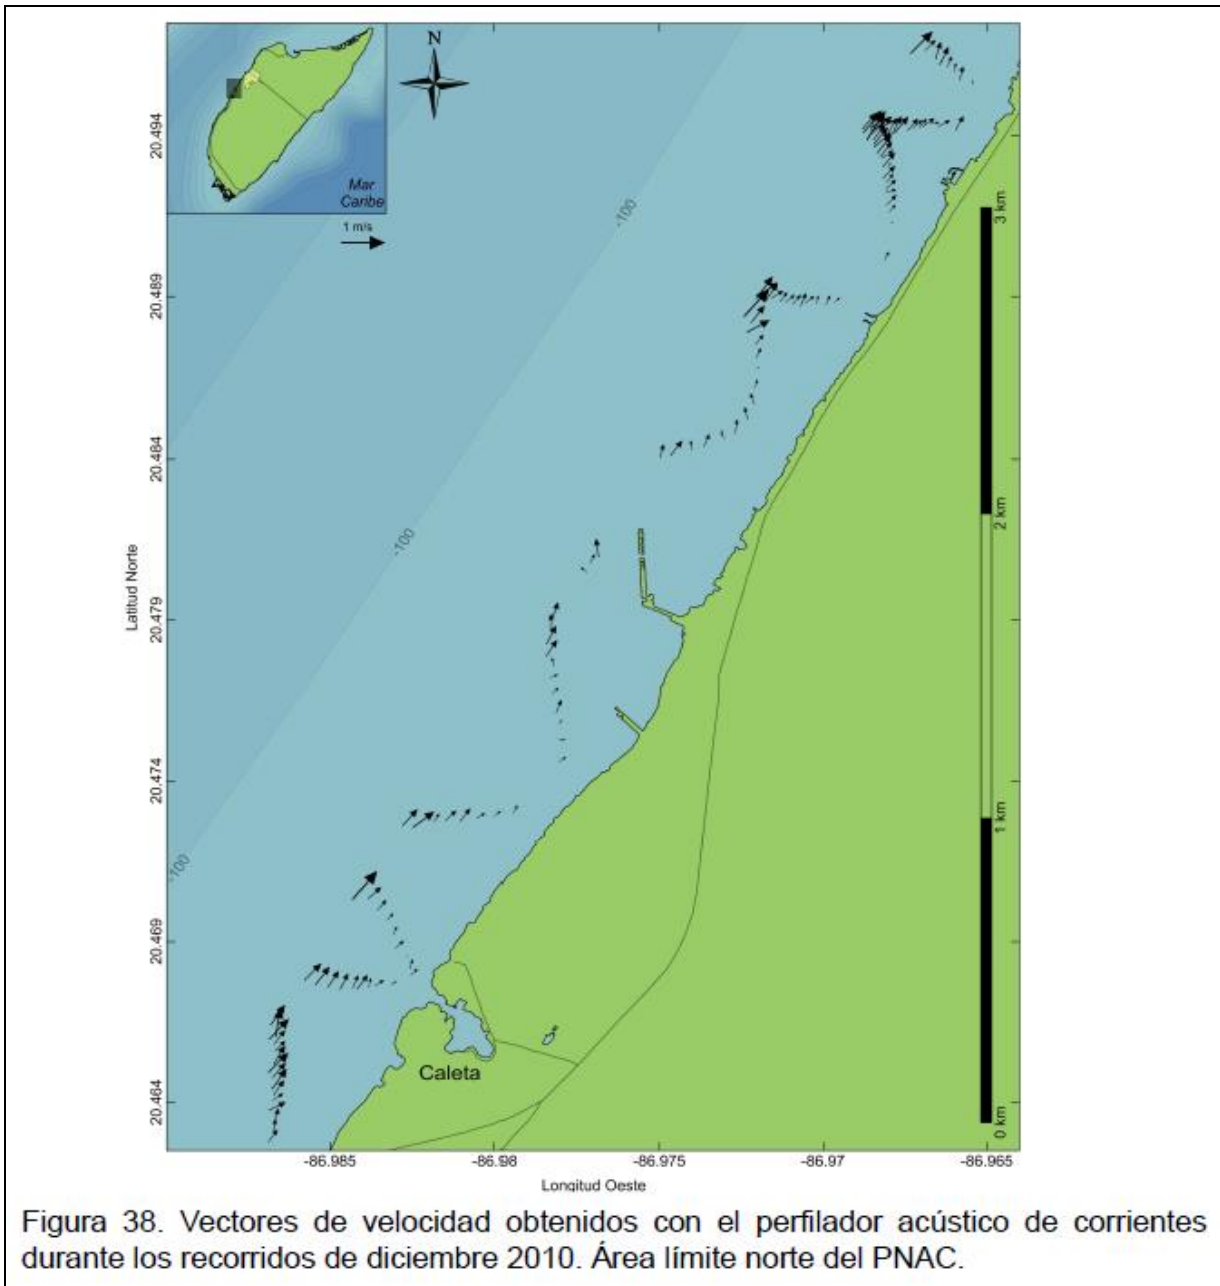 N
Mar
Caribe
1 m/s
-100
-100
-100
20.494
20.489
20.484
20.479
20.474
20.469
20.464
Latitud Norte
3 km
2 km
1 km
0 km
Caleta
-86.985
-86.98
-86.975
-86.97
-86.965
Longitud Oeste
Figura 38. Vectores de velocidad obtenidos con el perfilador acústico de corrientes
durante los recorridos de diciembre 2010. Área límite norte del PNAC.